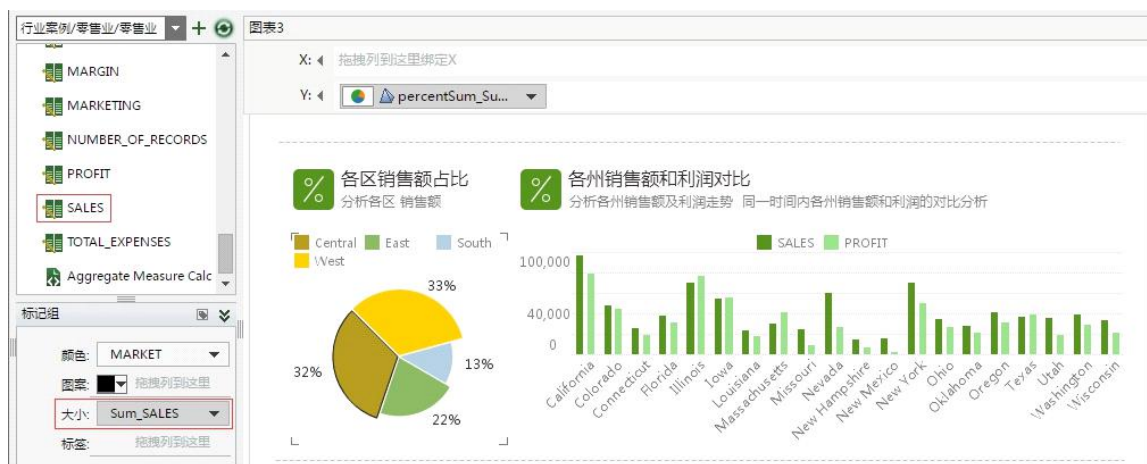 行业案例/零售业/零售业
图表3
MARGIN
MARKETING
NUMBER_OF_RECORDS
PROFIT
SALES
TOTAL_EXPENSES
Aggregate Measure Calc
标记组
颜色: MARKET
图案: 拖拽列到这里
大小: Sum_SALES
标签: 拖拽列到这里
X: 拖拽列到这里绑定X
Y: percentSum_Su...
各区销售额占比
分析各区 销售额
Central East South
West
33%
32%
13%
22%
各州销售额和利润对比
分析各州销售额及利润走势 同一时间内各州销售额和利润的对比分析
SALES PROFIT
100,000
40,000
0
California
Colorado
Connecticut
Florida
Illinois
Iowa
Louisiana
Massachusetts
Missouri
Nevada
New Hampshire
New Mexico
New York
Ohio
Oklahoma
Oregon
Texas
Utah
Washington
Wisconsin